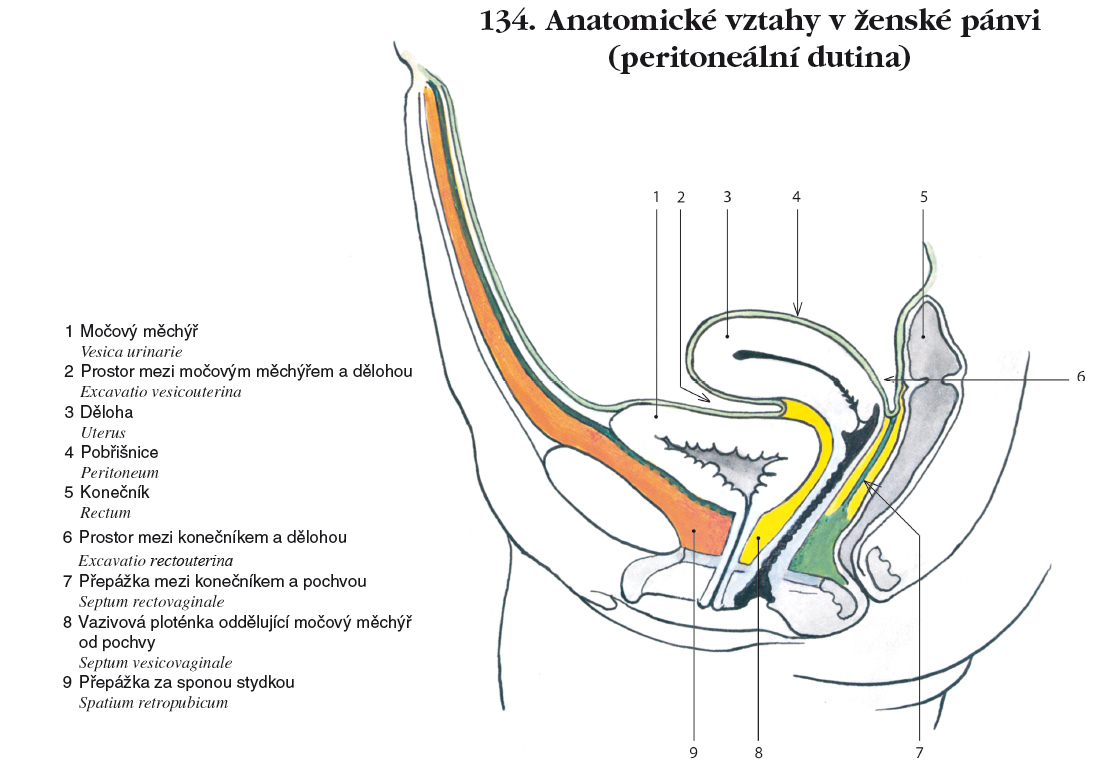 134. Anatomické vztahy v ženské pánvi
(peritoneální dutina)
1 2 3 4 5
6
1 Močový měchýř
Vesica urinarie
2 Prostor mezi močovým měchýřem a dělohou
Excavatio vesicouterina
3 Děloha
Uterus
4 Pobřišnice
Peritoneum
5 Konečník
Rectum
6 Prostor mezi konečníkem a dělohou
Excavatio rectouterina
7 Přepážka mezi konečníkem a pochvou
Septum rectovaginale
8 Vazivová ploténka oddělující močový měchýř
od pochvy
Septum vesicovaginale
9 Přepážka za sponou stydkou
Spatium retropubicum
9 8 7